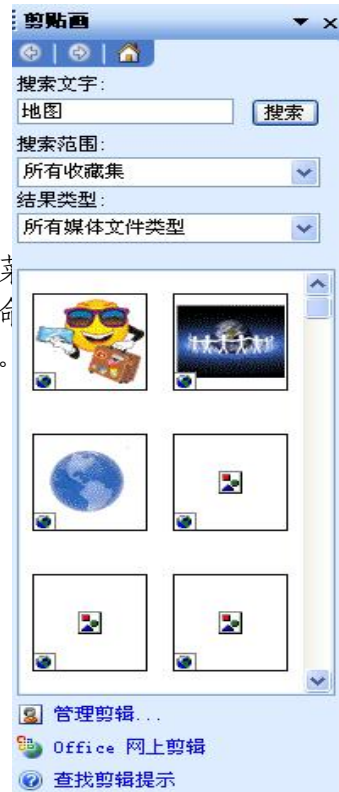 剪贴画
搜索文字:
地图 搜索
搜索范围:
所有收藏集
结果类型:
所有媒体文件类型
。
管理剪辑...
Office 网上剪辑
查找剪辑提示